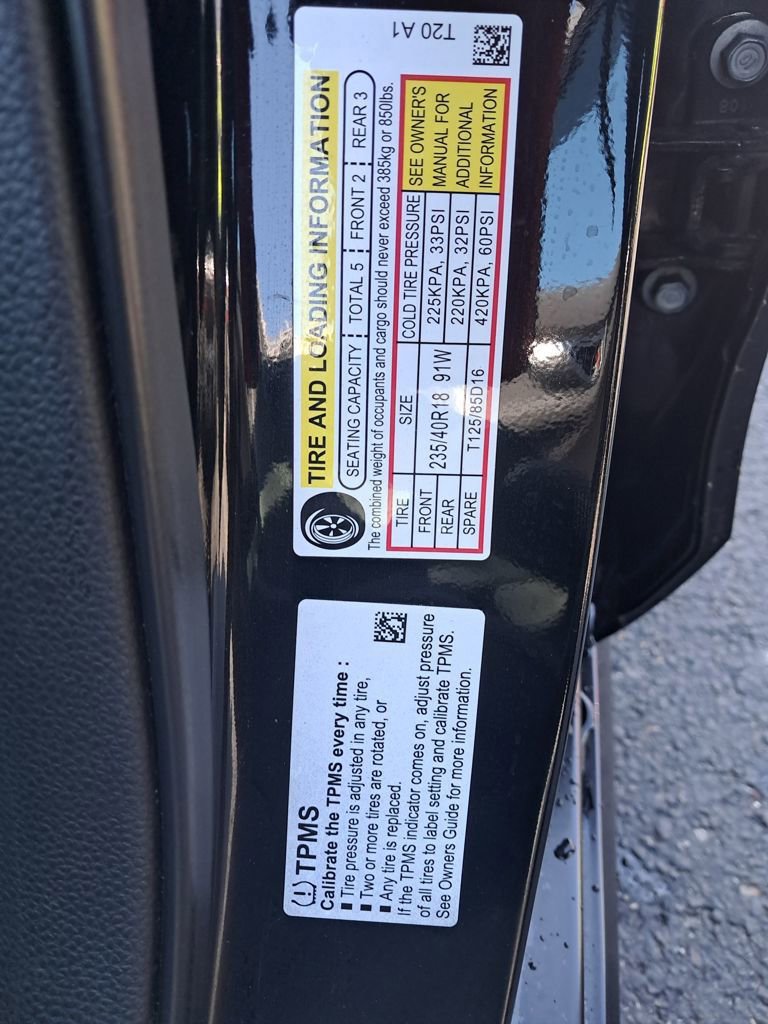 TIRE AND LOADING INFORMATION
SEATING CAPACITY TOTAL 5 FRONT 2 REAR 3
The combined weight of occupants and cargo should never exceed 385kg or 850lbs.
TIRE SIZE COLD TIRE PRESSURE SEE OWNER'S MANUAL FOR ADDITIONAL INFORMATION
FRONT 235/40R18 91W 225KPA, 33PSI
REAR 220KPA, 32PSI
SPARE T125/85D16 420KPA, 60PSI
T20 A1
TPMS
Calibrate the TPMS every time :
■ Tire pressure is adjusted in any tire,
■ Two or more tires are rotated, or
■ Any tire is replaced.
If the TPMS indicator comes on, adjust pressure
of all tires to label setting and calibrate TPMS.
See Owners Guide for more information.